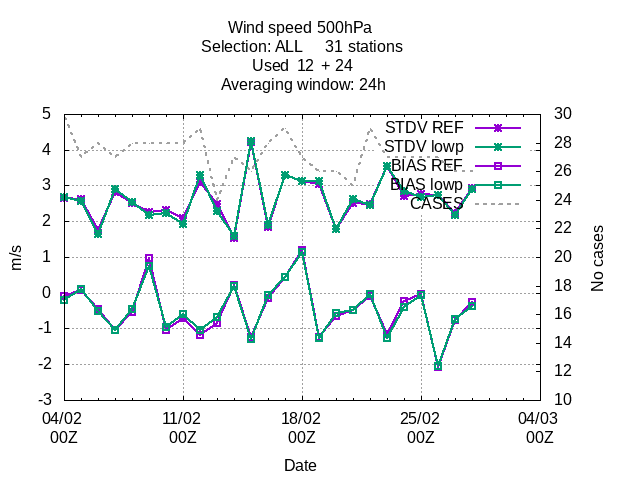 Wind speed 500hPa
Selection: ALL 31 stations
Used 12 + 24
Averaging window: 24h
5 30
4 28
3 26
2 24
1 22
0 20
-1 18
-2 16
-3 14
12
10
STDV REF
STDV lowp
BIAS REF
BIAS lowp
CASES
m/s
No cases
04/02 11/02 18/02 25/02 04/03
00Z 00Z 00Z 00Z 00Z
Date